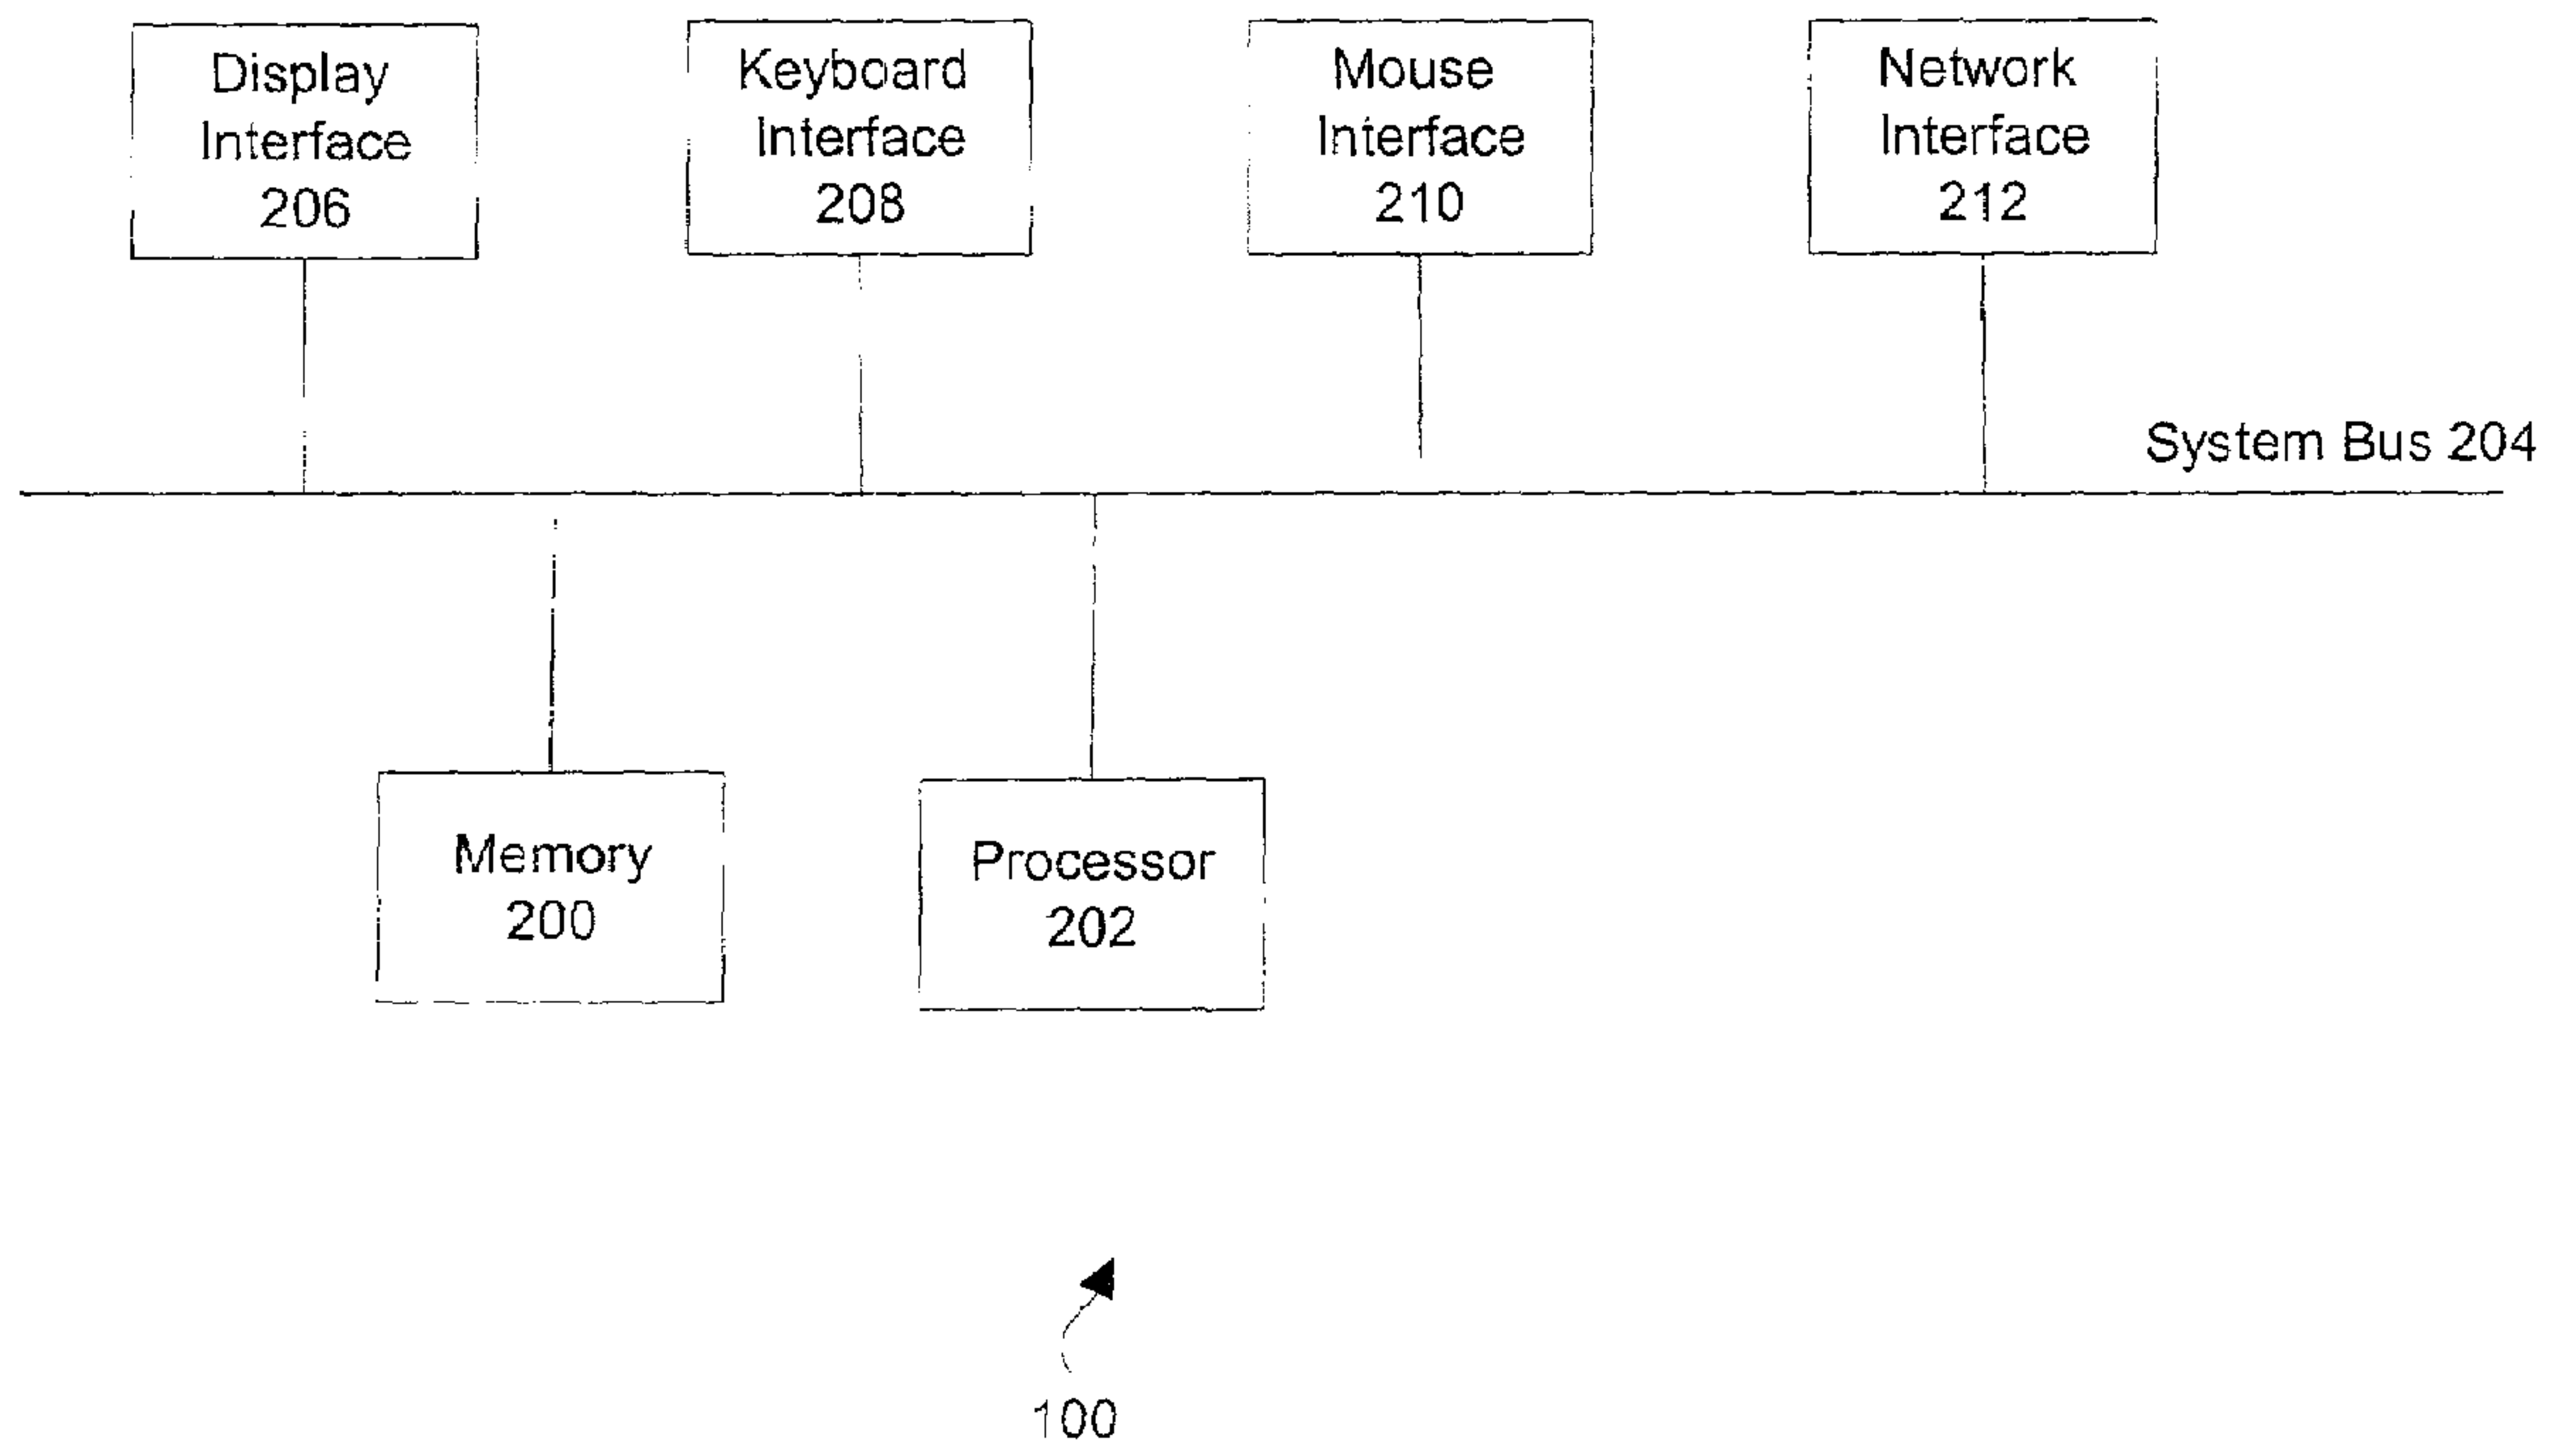 Display
Interface
206
Keyboard
Interface
208
Mouse
Interface
210
Network
Interface
212
System Bus 204
Memory
200
Processor
202
100